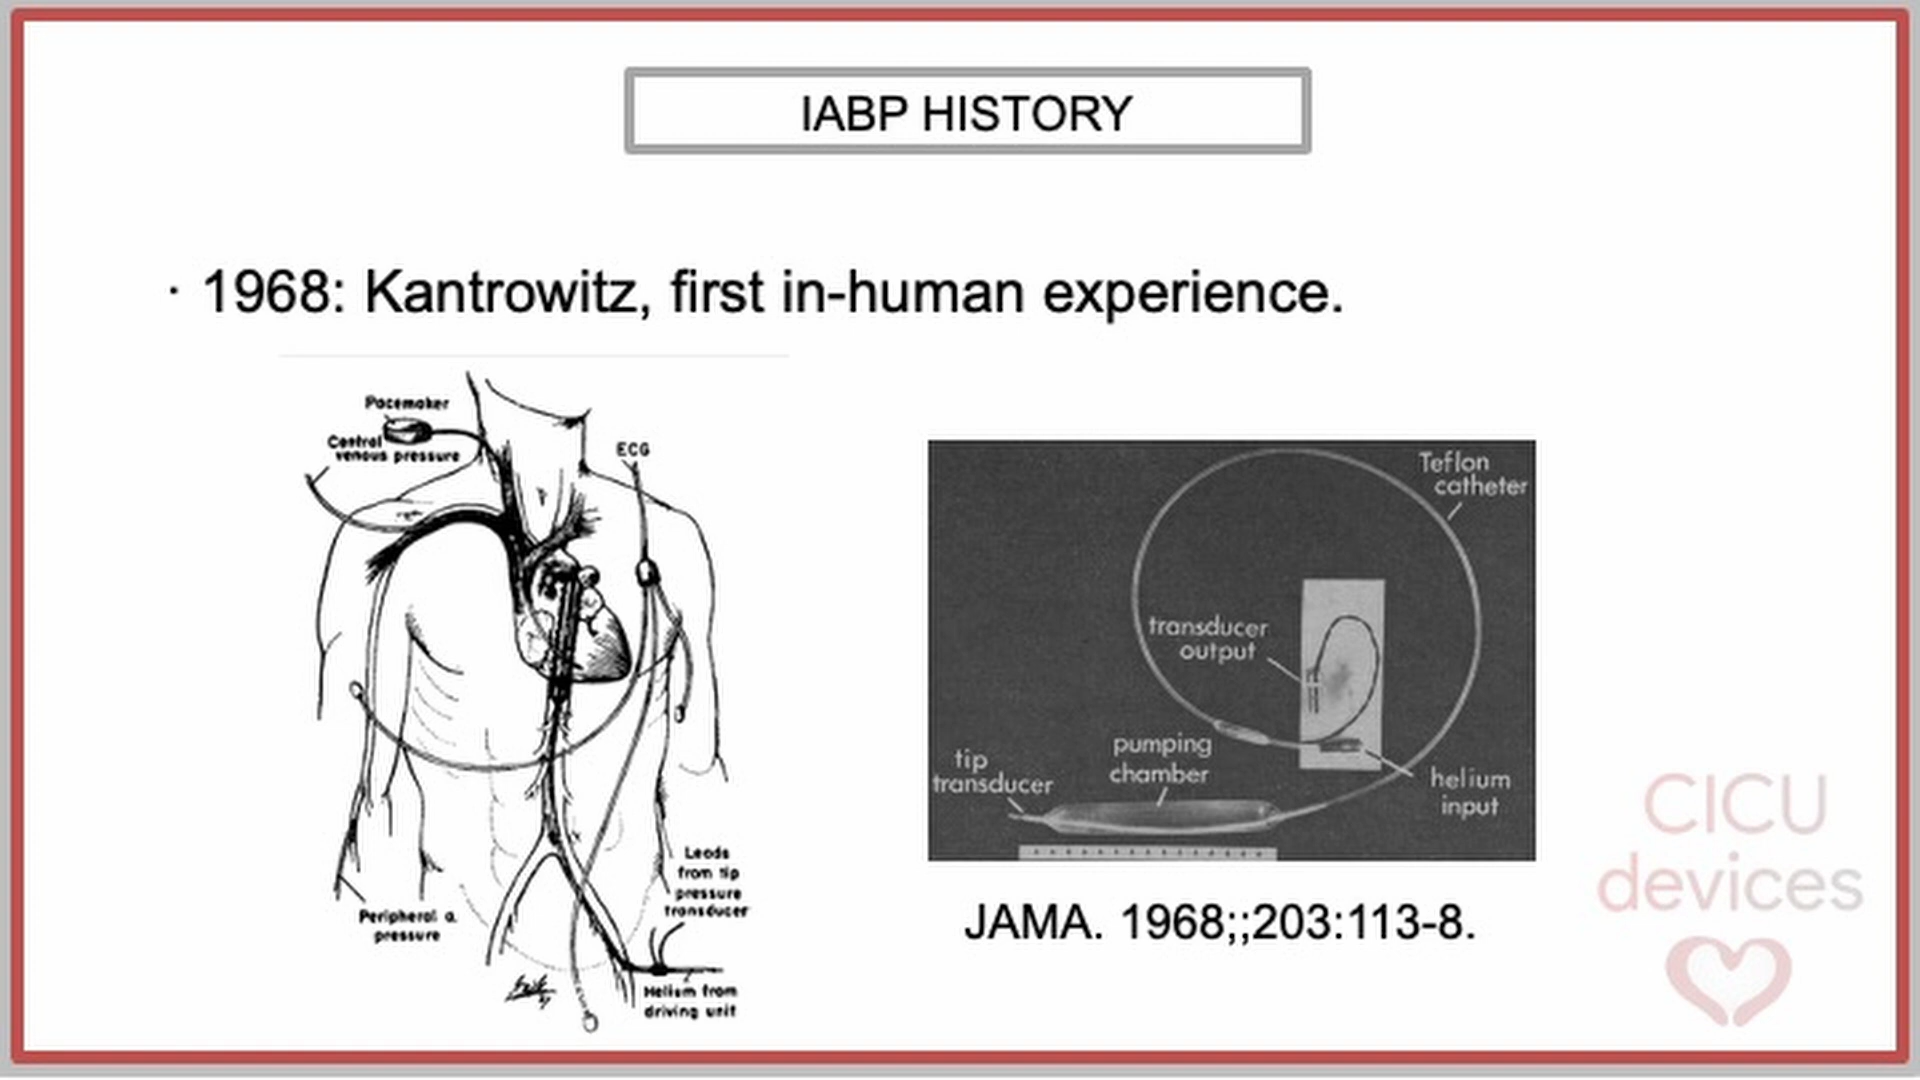 IABP HISTORY
· 1968: Kantrowitz, first in-human experience.
Pacemaker
Central
venous pressure
ECG
Leads
from tip
pressure
transducer
Peripheral a.
pressure
Helium from
driving unit
Teflon
catheter
transducer
output
pumping
chamber
tip
transducer
helium
input
JAMA. 1968;;203:113-8.
CICU
devices